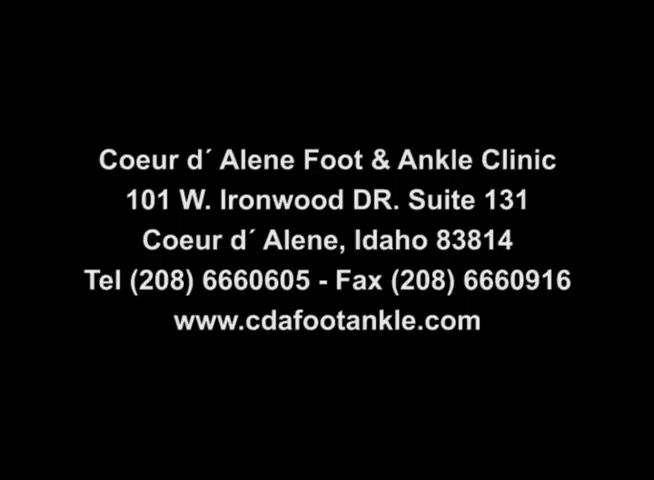 Coeur d´ Alene Foot & Ankle Clinic
101 W. Ironwood DR. Suite 131
Coeur d´ Alene, Idaho 83814
Tel (208) 6660605 - Fax (208) 6660916
www.cdafootankle.com